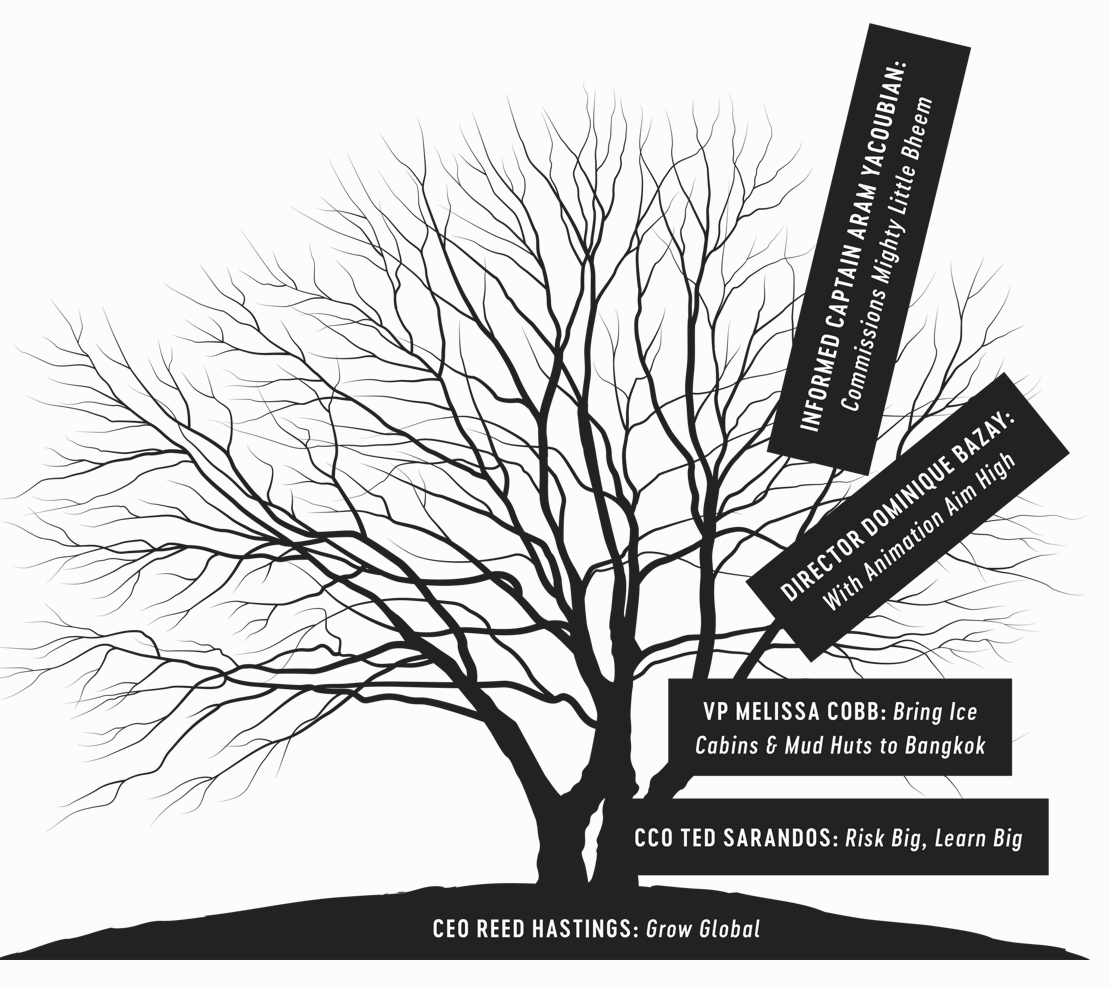 INFORMED CAPTAIN ARAM YACOUBIAN:
Commissions Mighty Little Bheem
DIRECTOR DOMINIQUE BAZAY:
With Animation Aim High
VP MELISSA COBB: Bring Ice
Cabins & Mud Huts to Bangkok
CCO TED SARANDOS: Risk Big, Learn Big
CEO REED HASTINGS: Grow Global